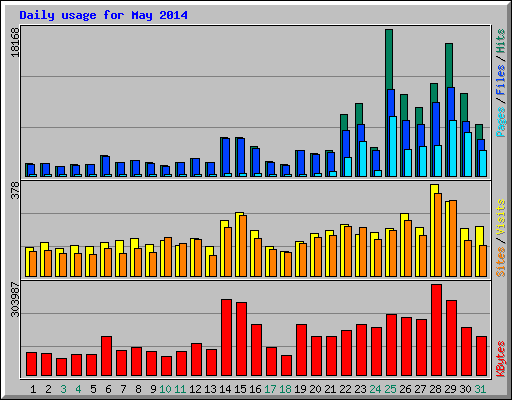 Daily usage for May 2014
18168
Pages / Files / Hits
378
Sites / Visits
303987
KBytes
1 2 3 4 5 6 7 8 9 10 11 12 13 14 15 16 17 18 19 20 21 22 23 24 25 26 27 28 29 30 31